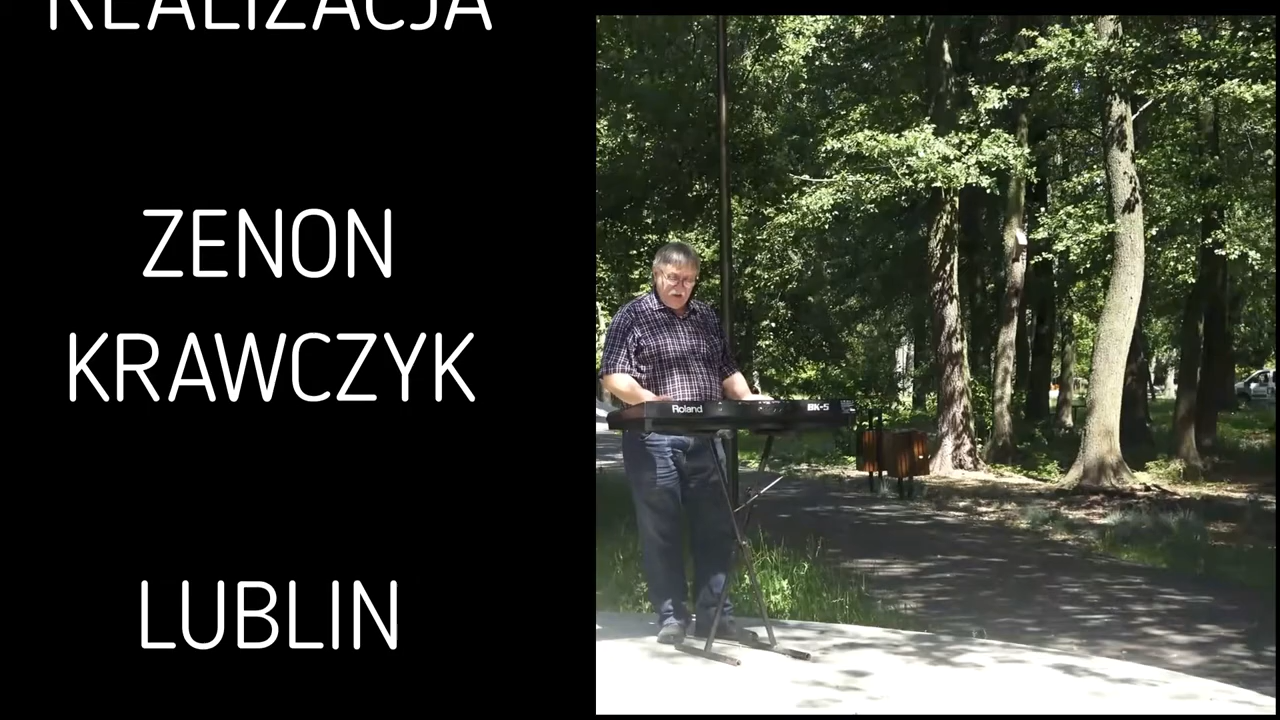 REALIZACJA
ZENON
KRAWCZYK
LUBLIN
Roland
BK-5